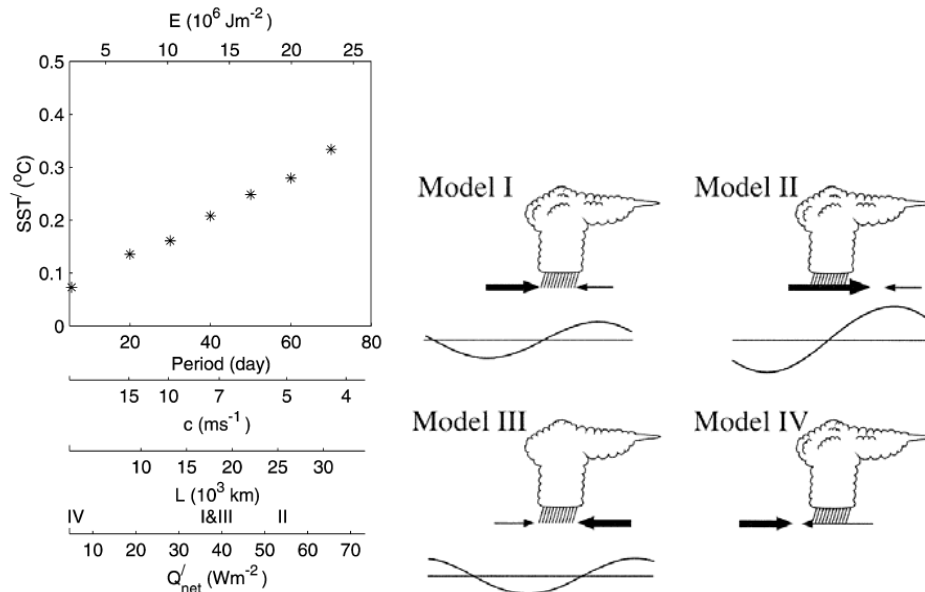 E (10⁶ Jm⁻²)
5 10 15 20 25
0.5
0.4
0.3
0.2
0.1
0
SST′ (°C)
20 40 60 80
Period (day)
15 10 7 5 4
c (ms⁻¹)
10 15 20 25 30
L (10³ km)
IV I&III II
10 20 30 40 50 60 70
Q′net (Wm⁻²)
Model I
Model II
Model III
Model IV